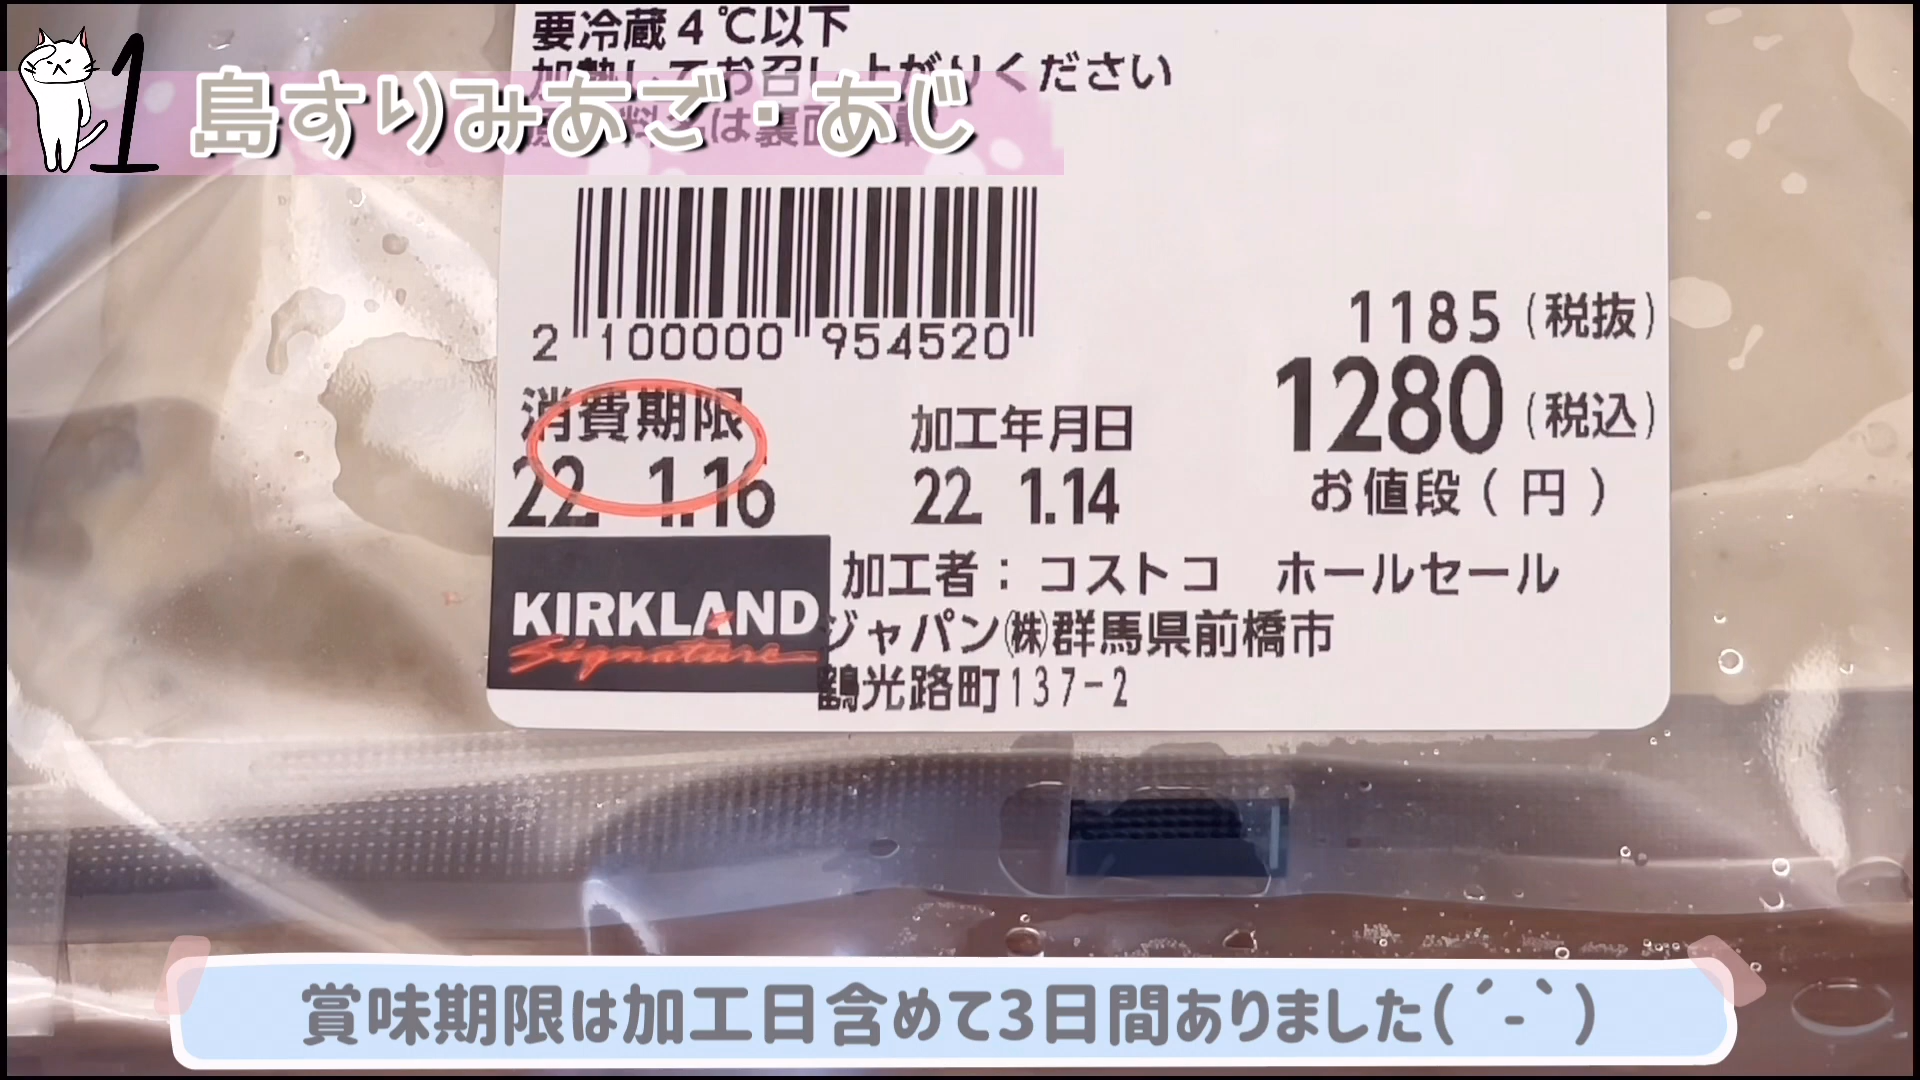 要冷蔵4℃以下
加熱してお召し上がりください
1 島すりみあご・あじ
2 100000 954520
1185(税抜)
1280(税込)
お値段(円)
消費期限
22. 1.16
加工年月日
22. 1.14
KIRKLAND
Signature
加工者:コストコ ホールセール
ジャパン㈱群馬県前橋市
鶴光路町137-2
賞味期限は加工日含めて3日間ありました(´-`)